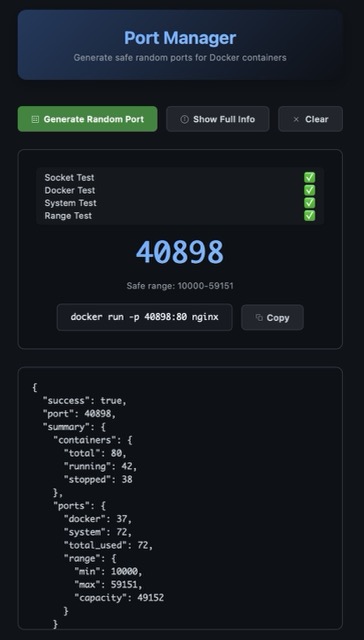 Port Manager
Generate safe random ports for Docker containers
Generate Random Port
Show Full Info
Clear
Socket Test ✅
Docker Test ✅
System Test ✅
Range Test ✅
40898
Safe range: 10000-59151
docker run -p 40898:80 nginx
Copy
{
  "success": true,
  "port": 40898,
  "summary": {
    "containers": {
      "total": 80,
      "running": 42,
      "stopped": 38
    },
    "ports": {
      "docker": 37,
      "system": 72,
      "total_used": 72,
      "range": {
        "min": 10000,
        "max": 59151,
        "capacity": 49152
      }
    }